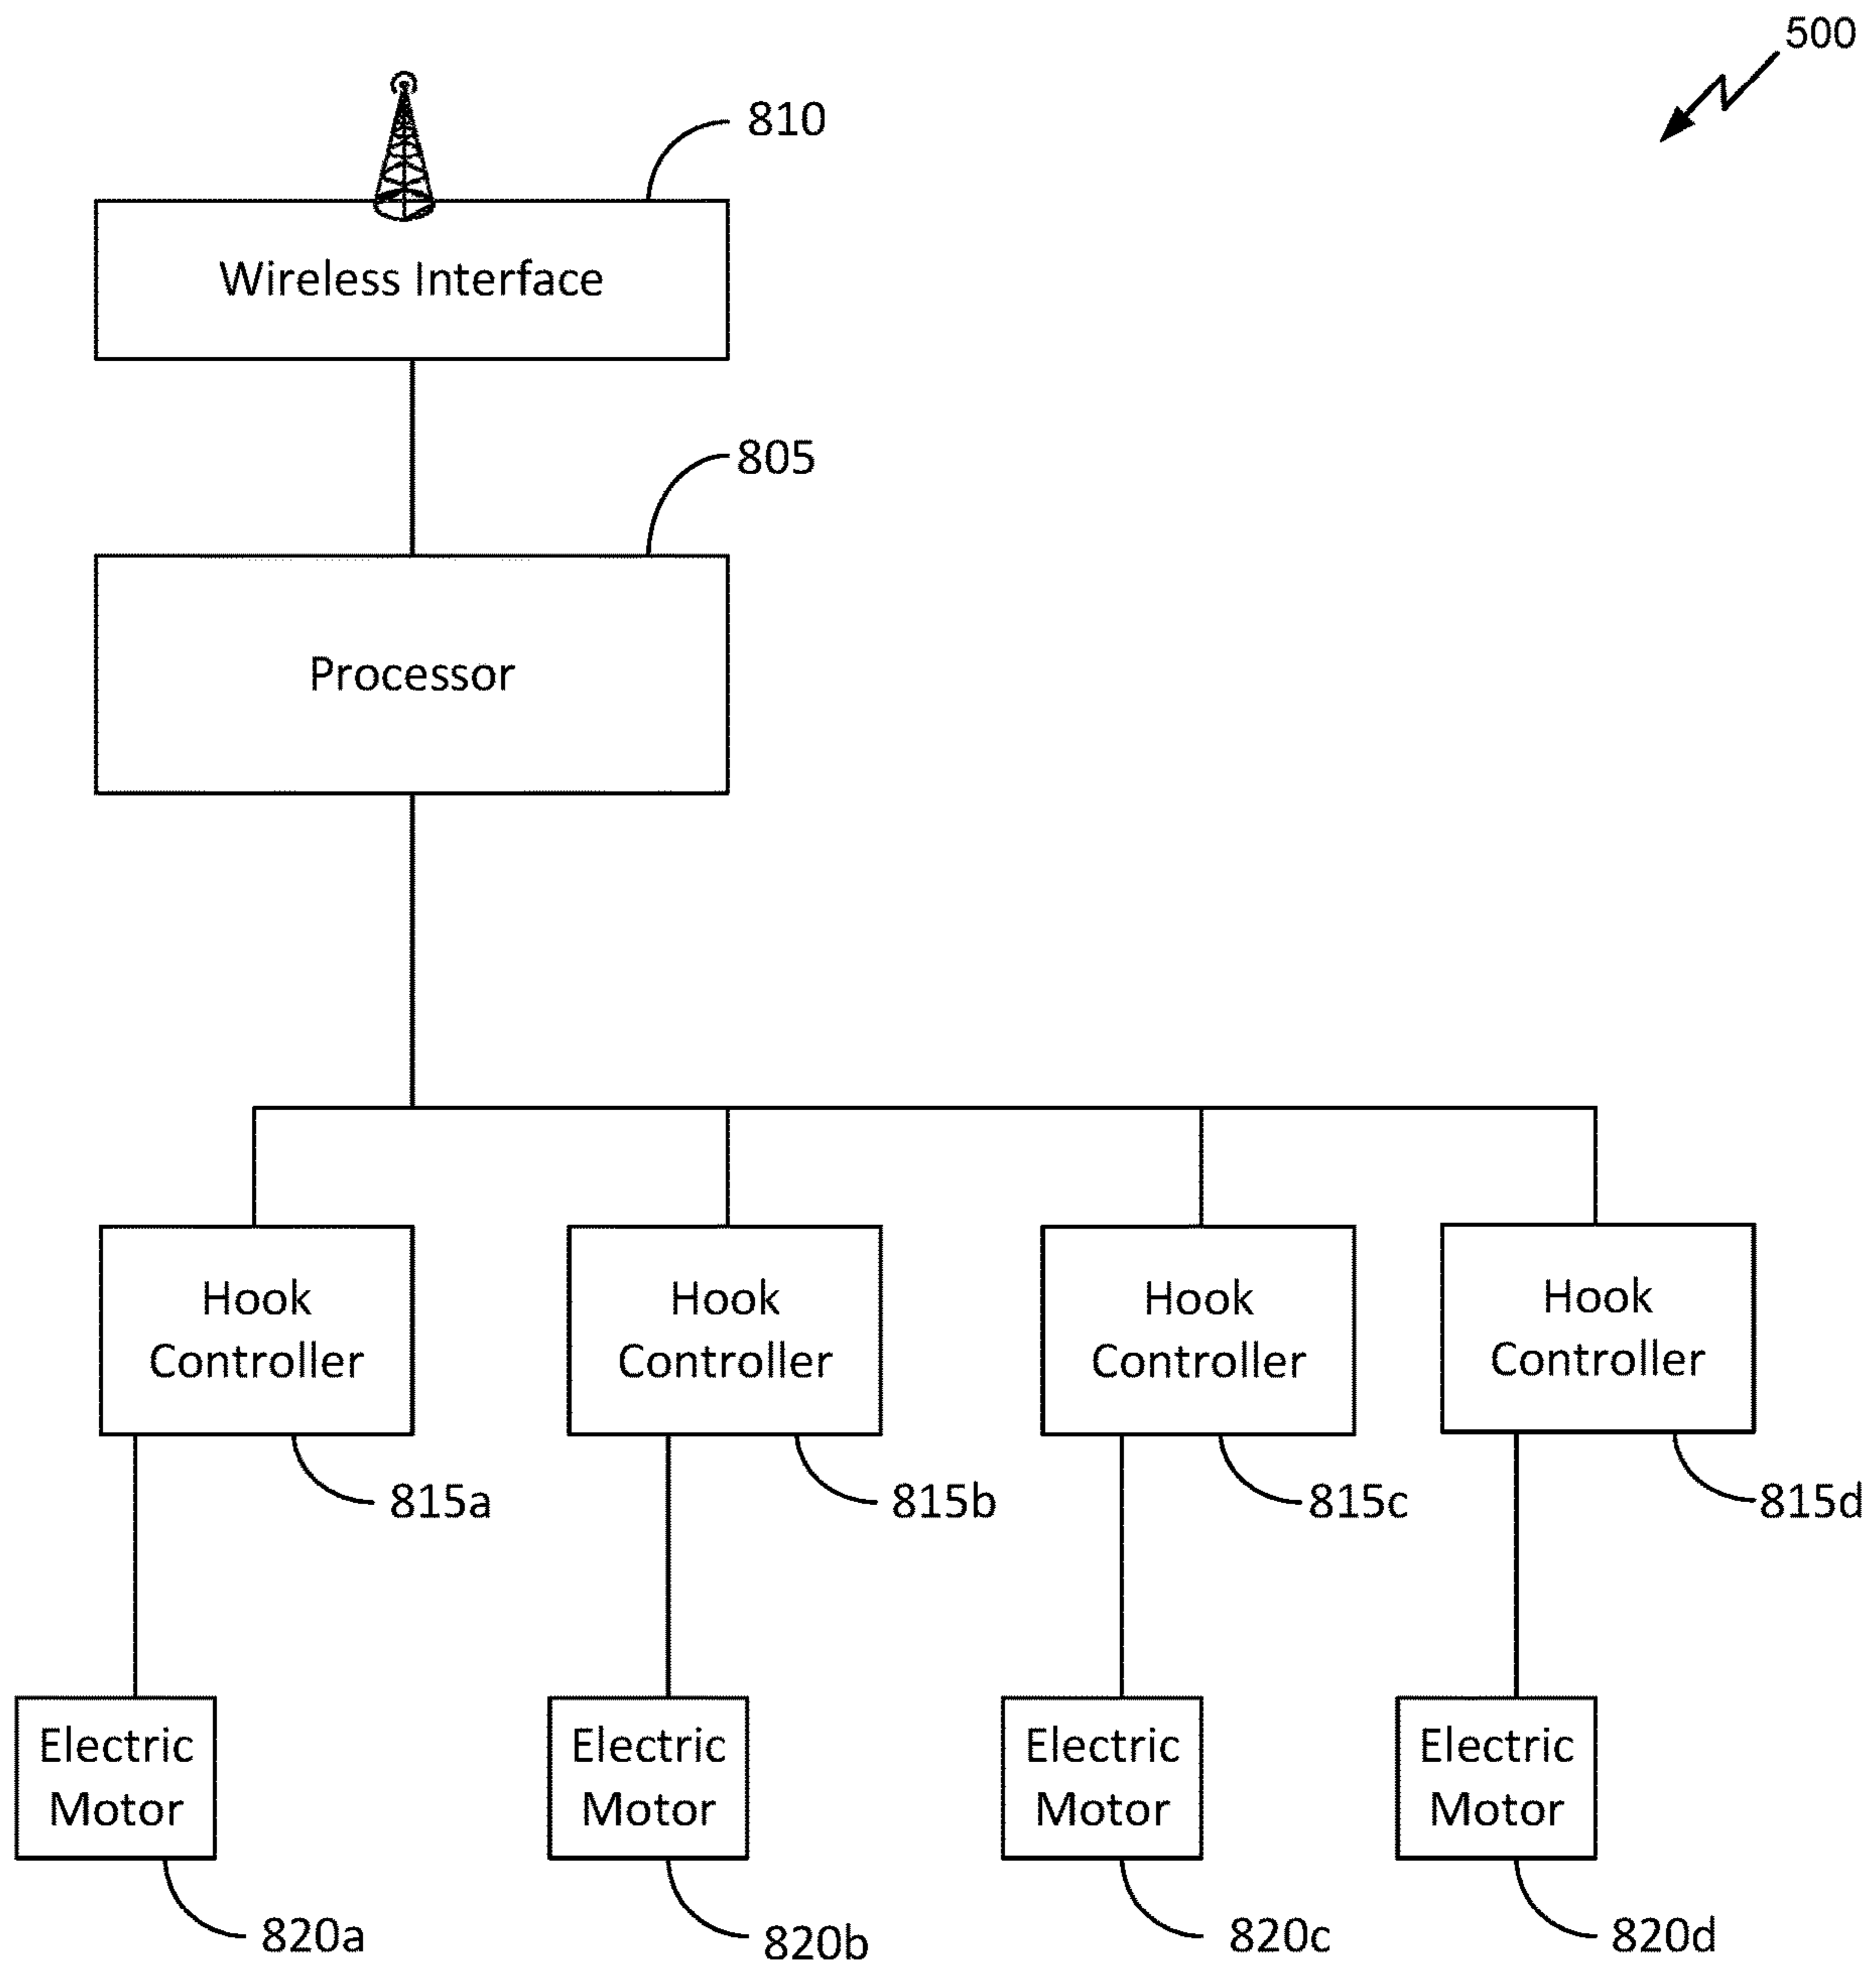 500
810
Wireless Interface
805
Processor
Hook
Controller
Hook
Controller
Hook
Controller
Hook
Controller
815a
815b
815c
815d
Electric
Motor
Electric
Motor
Electric
Motor
Electric
Motor
820a
820b
820c
820d